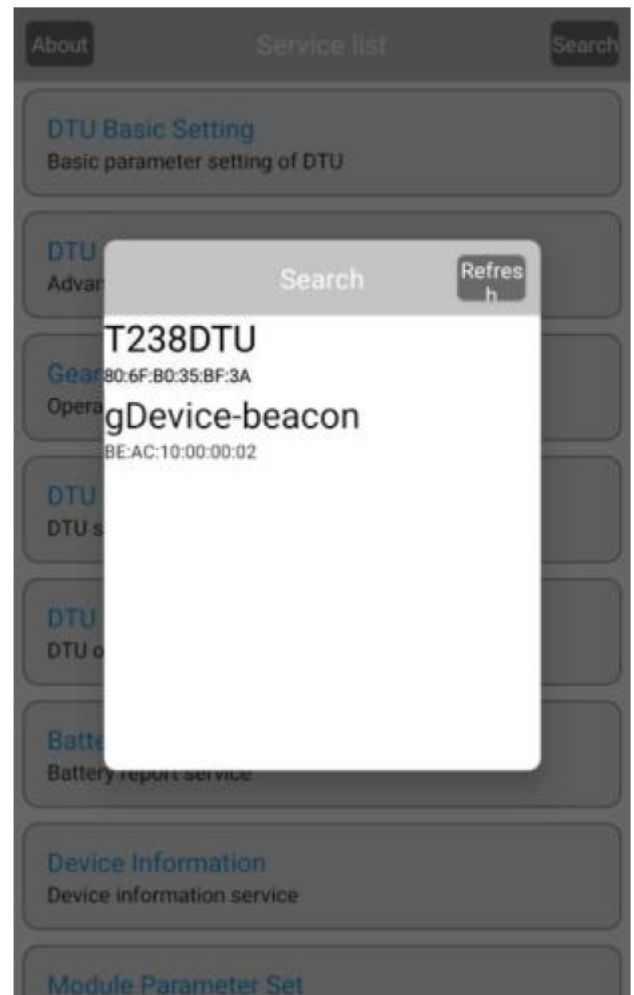 About Service list Search
DTU Basic Setting
Basic parameter setting of DTU
DTU
Advan
Search Refres
h
T238DTU
80:6F:B0:35:BF:3A
gDevice-beacon
BE:AC:10:00:00:02
Gear
Opera
DTU
DTU s
DTU
DTU o
Batte
Battery report service
Device Information
Device information service
Module Parameter Set